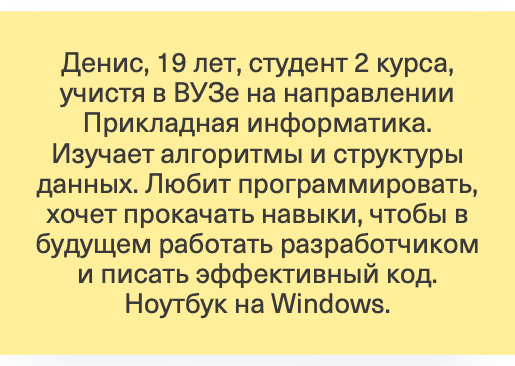 Денис, 19 лет, студент 2 курса,
учистя в ВУЗе на направлении
Прикладная информатика.
Изучает алгоритмы и структуры
данных. Любит программировать,
хочет прокачать навыки, чтобы в
будущем работать разработчиком
и писать эффективный код.
Ноутбук на Windows.